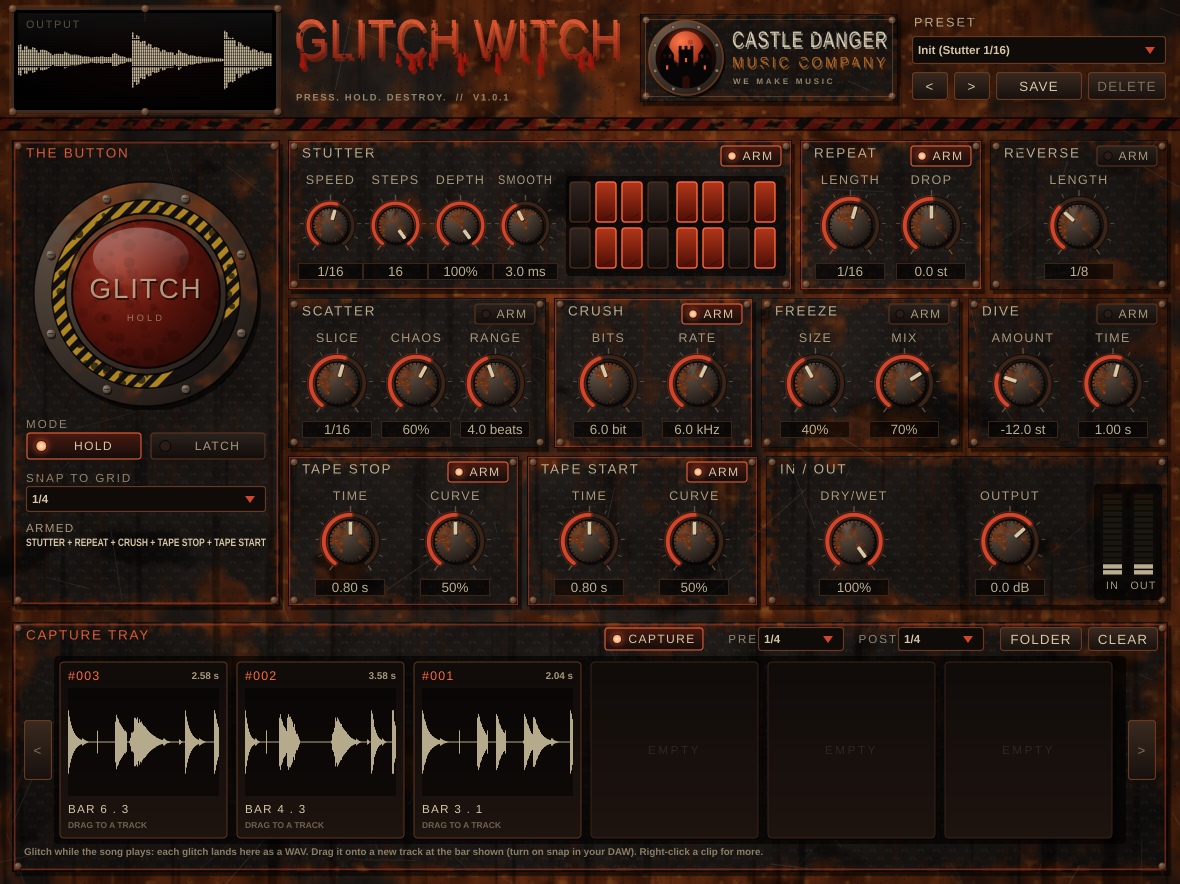 OUTPUT
GLITCH WITCH
PRESS. HOLD. DESTROY. // V1.0.1
CASTLE DANGER
MUSIC COMPANY
WE MAKE MUSIC
PRESET
Init (Stutter 1/16)
< > SAVE DELETE
THE BUTTON
GLITCH
HOLD
MODE
HOLD LATCH
SNAP TO GRID
1/4
ARMED
STUTTER + REPEAT + CRUSH + TAPE STOP + TAPE START
STUTTER ARM
SPEED STEPS DEPTH SMOOTH
1/16 16 100% 3.0 ms
REPEAT ARM
LENGTH DROP
1/16 0.0 st
REVERSE ARM
LENGTH
1/8
SCATTER ARM
SLICE CHAOS RANGE
1/16 60% 4.0 beats
CRUSH ARM
BITS RATE
6.0 bit 6.0 kHz
FREEZE ARM
SIZE MIX
40% 70%
DIVE ARM
AMOUNT TIME
-12.0 st 1.00 s
TAPE STOP ARM
TIME CURVE
0.80 s 50%
TAPE START ARM
TIME CURVE
0.80 s 50%
IN / OUT
DRY/WET OUTPUT
100% 0.0 dB
IN OUT
CAPTURE TRAY CAPTURE PRE 1/4 POST 1/4 FOLDER CLEAR
#003 2.58 s
BAR 6 . 3
DRAG TO A TRACK
#002 3.58 s
BAR 4 . 3
DRAG TO A TRACK
#001 2.04 s
BAR 3 . 1
DRAG TO A TRACK
EMPTY EMPTY EMPTY
< >
Glitch while the song plays: each glitch lands here as a WAV. Drag it onto a new track at the bar shown (turn on snap in your DAW). Right-click a clip for more.